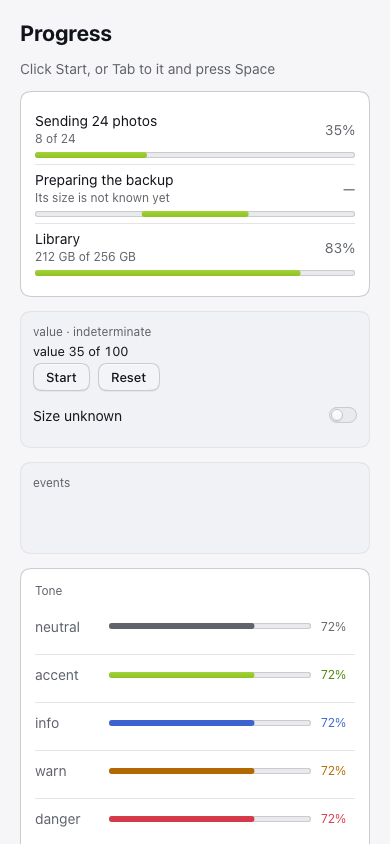 Progress
Click Start, or Tab to it and press Space
Sending 24 photos
8 of 24
35%
Preparing the backup
Its size is not known yet
—
Library
212 GB of 256 GB
83%
value · indeterminate
value 35 of 100
Start
Reset
Size unknown
events
Tone
neutral 72%
accent 72%
info 72%
warn 72%
danger 72%